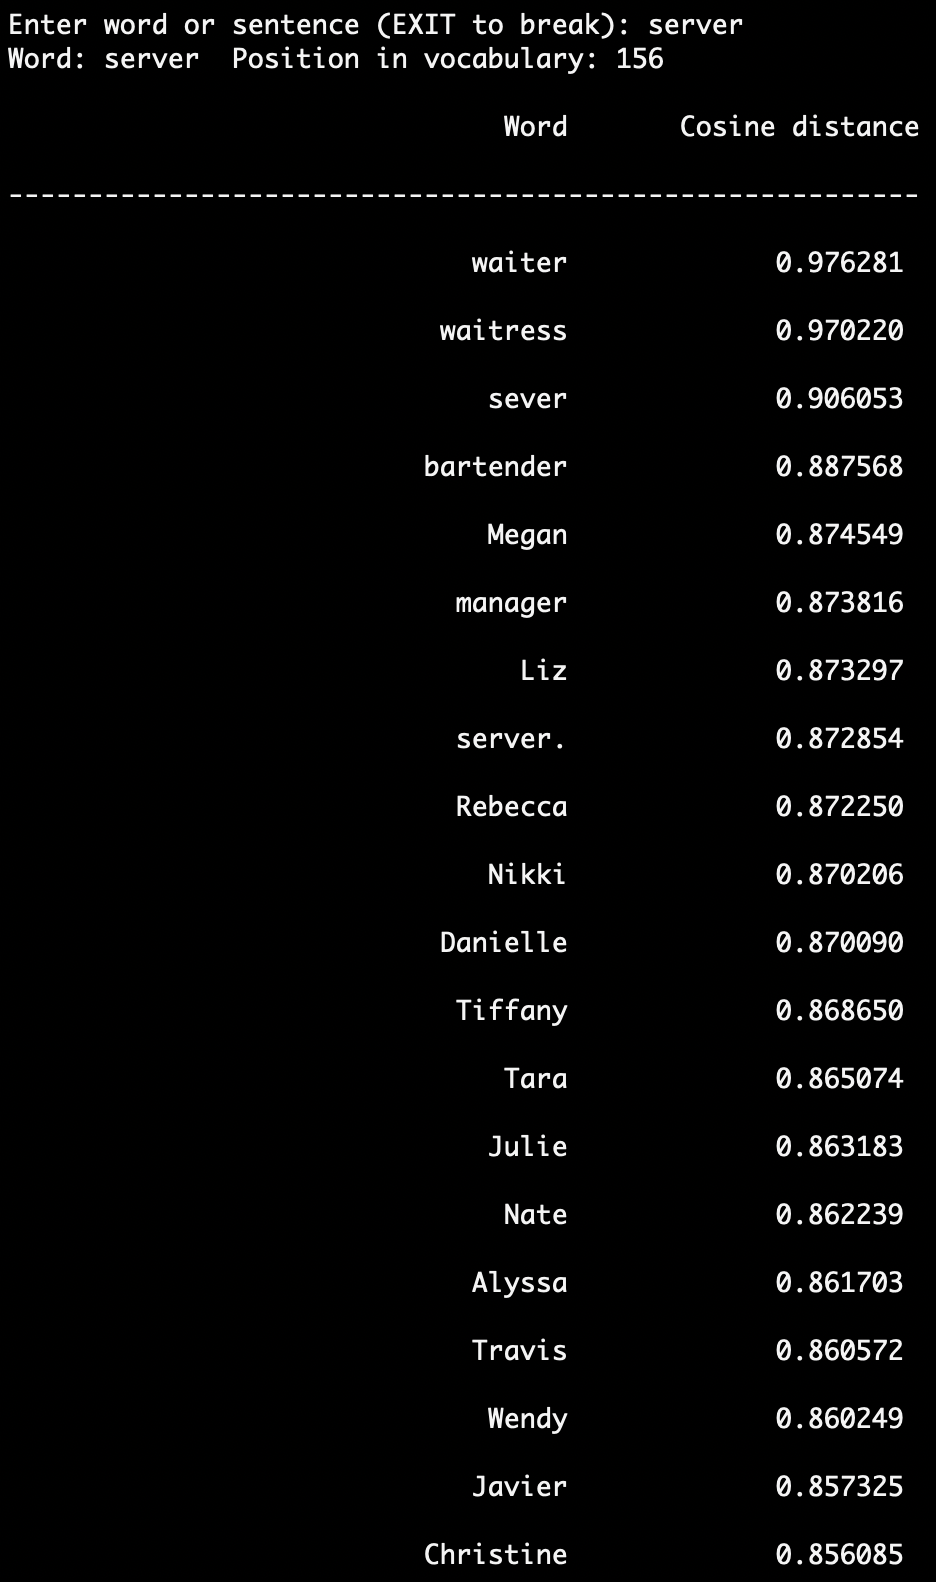 Enter word or sentence (EXIT to break): server
Word: server  Position in vocabulary: 156
Word Cosine distance
---------------------------------------------------------
waiter 0.976281
waitress 0.970220
sever 0.906053
bartender 0.887568
Megan 0.874549
manager 0.873816
Liz 0.873297
server. 0.872854
Rebecca 0.872250
Nikki 0.870206
Danielle 0.870090
Tiffany 0.868650
Tara 0.865074
Julie 0.863183
Nate 0.862239
Alyssa 0.861703
Travis 0.860572
Wendy 0.860249
Javier 0.857325
Christine 0.856085